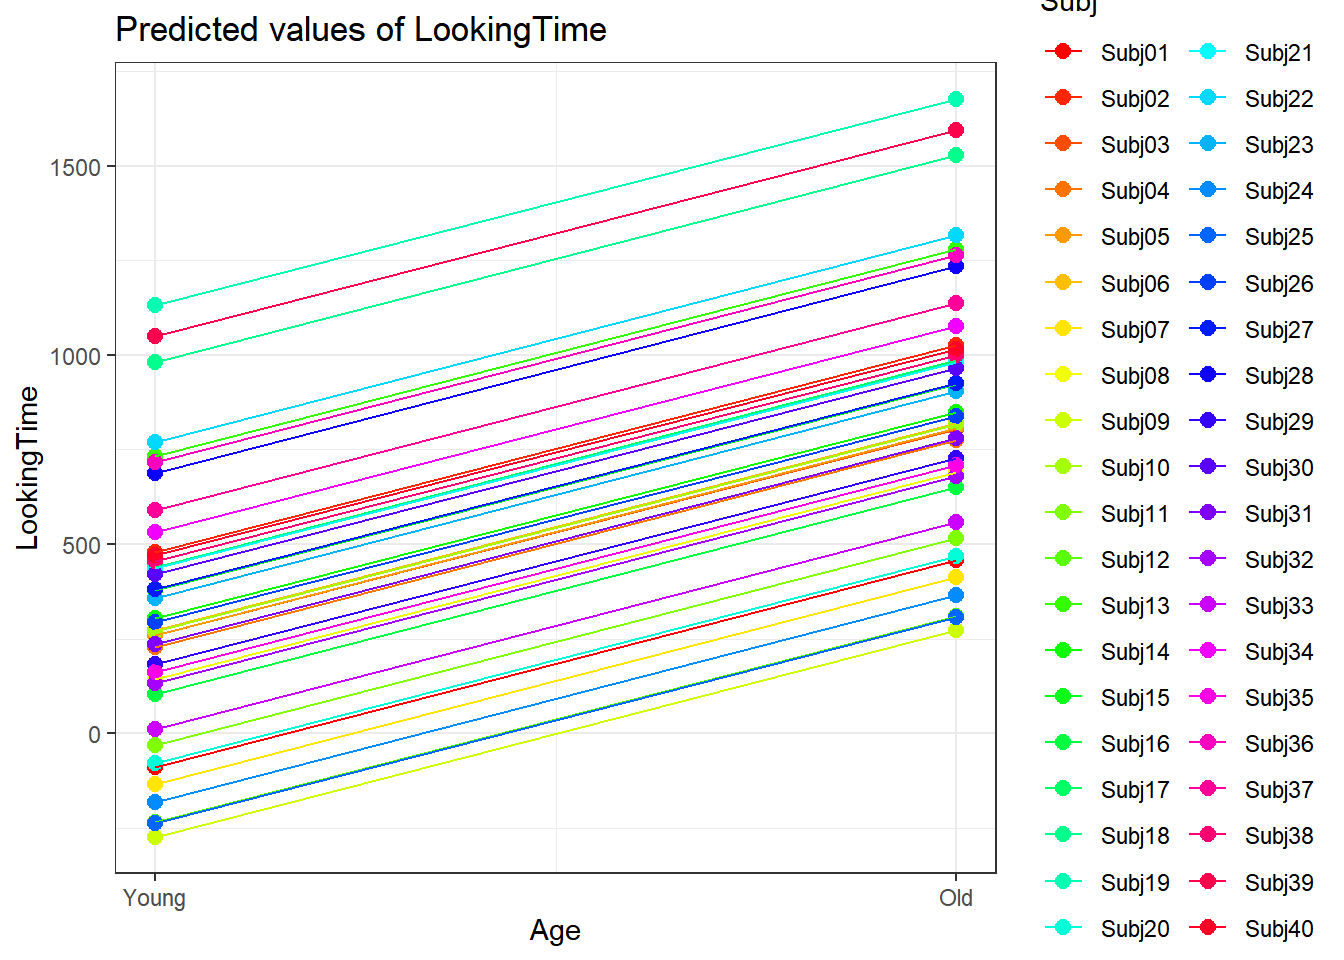 Predicted values of LookingTime
Subj
Subj01 Subj21
Subj02 Subj22
Subj03 Subj23
Subj04 Subj24
Subj05 Subj25
Subj06 Subj26
Subj07 Subj27
Subj08 Subj28
Subj09 Subj29
Subj10 Subj30
Subj11 Subj31
Subj12 Subj32
Subj13 Subj33
Subj14 Subj34
Subj15 Subj35
Subj16 Subj36
Subj17 Subj37
Subj18 Subj38
Subj19 Subj39
Subj20 Subj40
LookingTime
1500
1000
500
0
Young Old
Age